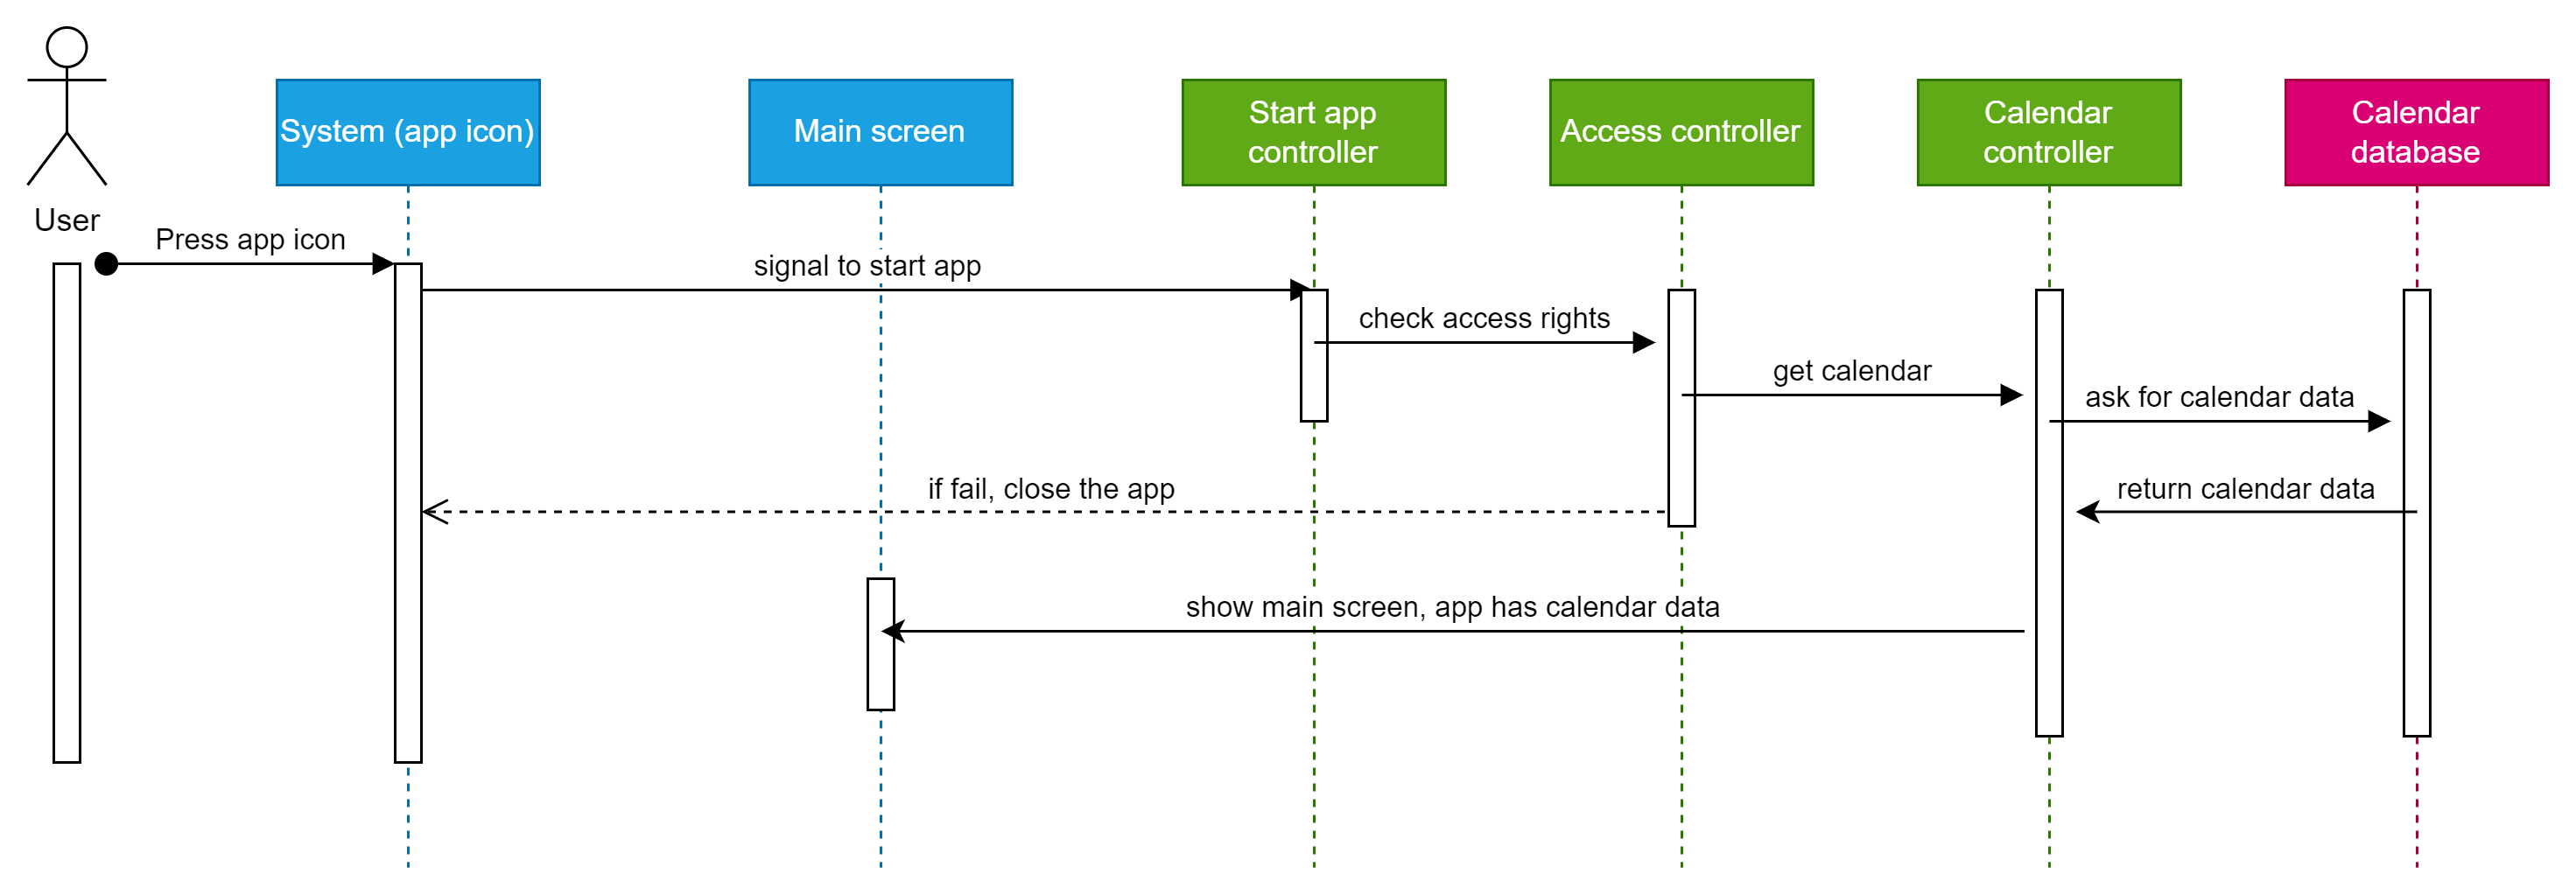 User
System (app icon)
Main screen
Start app
controller
Access controller
Calendar
controller
Calendar
database
Press app icon
signal to start app
check access rights
get calendar
ask for calendar data
if fail, close the app
return calendar data
show main screen, app has calendar data